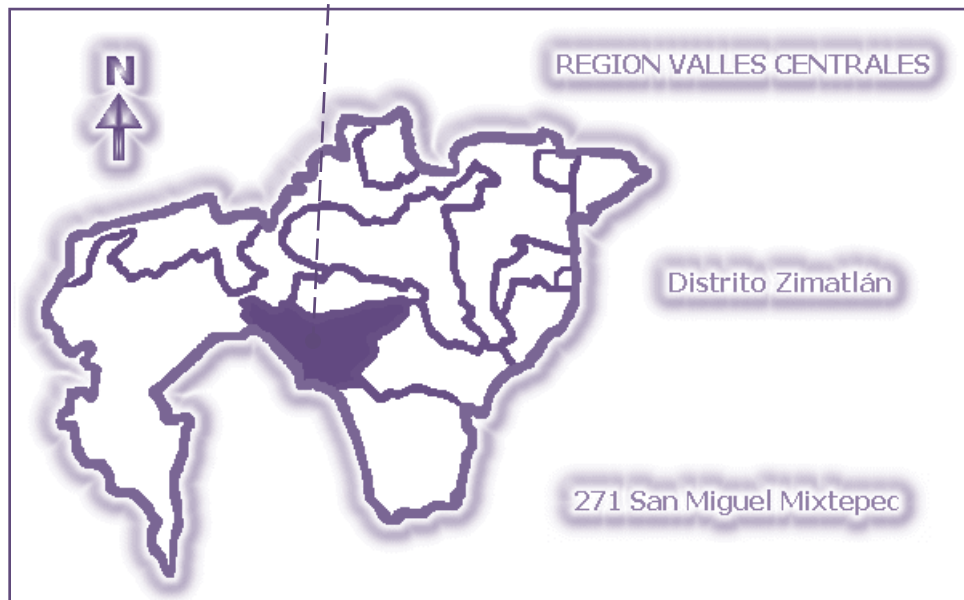 N
REGION VALLES CENTRALES
Distrito Zimatlán
271 San Miguel Mixtepec